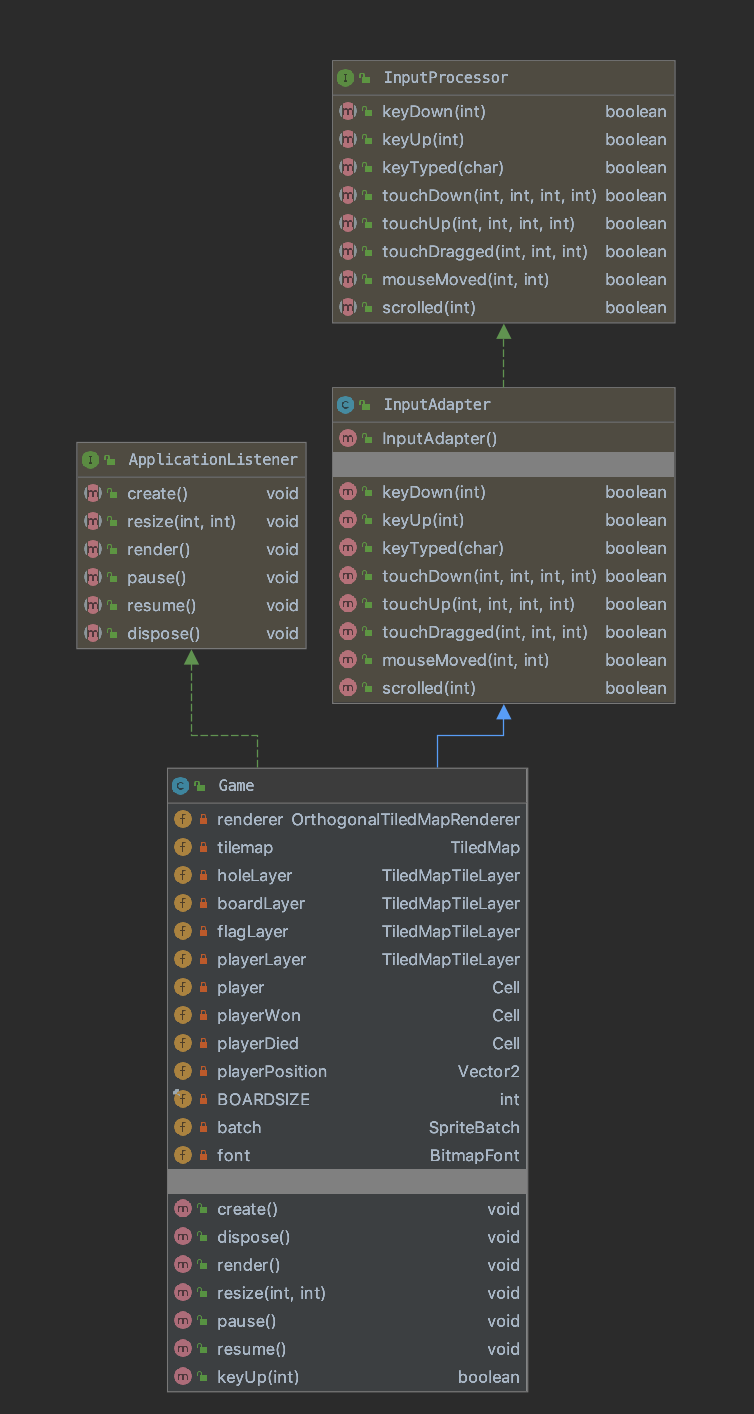 InputProcessor
keyDown(int) boolean
keyUp(int) boolean
keyTyped(char) boolean
touchDown(int, int, int, int) boolean
touchUp(int, int, int, int) boolean
touchDragged(int, int, int) boolean
mouseMoved(int, int) boolean
scrolled(int) boolean
InputAdapter
InputAdapter()
keyDown(int) boolean
keyUp(int) boolean
keyTyped(char) boolean
touchDown(int, int, int, int) boolean
touchUp(int, int, int, int) boolean
touchDragged(int, int, int) boolean
mouseMoved(int, int) boolean
scrolled(int) boolean
ApplicationListener
create() void
resize(int, int) void
render() void
pause() void
resume() void
dispose() void
Game
renderer OrthogonalTiledMapRenderer
tilemap TiledMap
holeLayer TiledMapTileLayer
boardLayer TiledMapTileLayer
flagLayer TiledMapTileLayer
playerLayer TiledMapTileLayer
player Cell
playerWon Cell
playerDied Cell
playerPosition Vector2
BOARDSIZE int
batch SpriteBatch
font BitmapFont
create() void
dispose() void
render() void
resize(int, int) void
pause() void
resume() void
keyUp(int) boolean